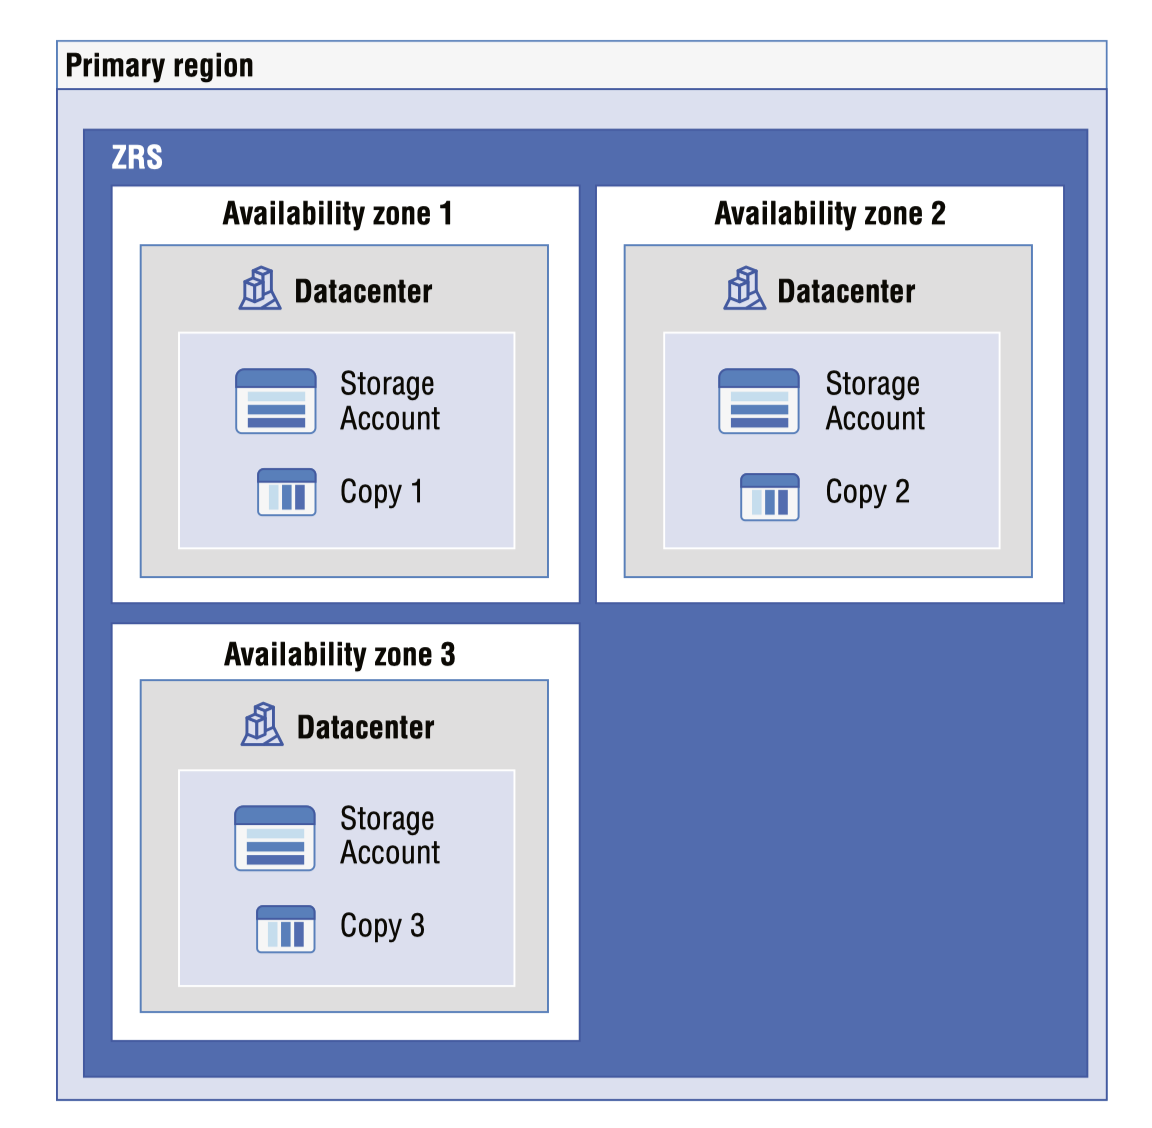 Primary region
ZRS
Availability zone 1
Datacenter
Storage
Account
Copy 1
Availability zone 2
Datacenter
Storage
Account
Copy 2
Availability zone 3
Datacenter
Storage
Account
Copy 3